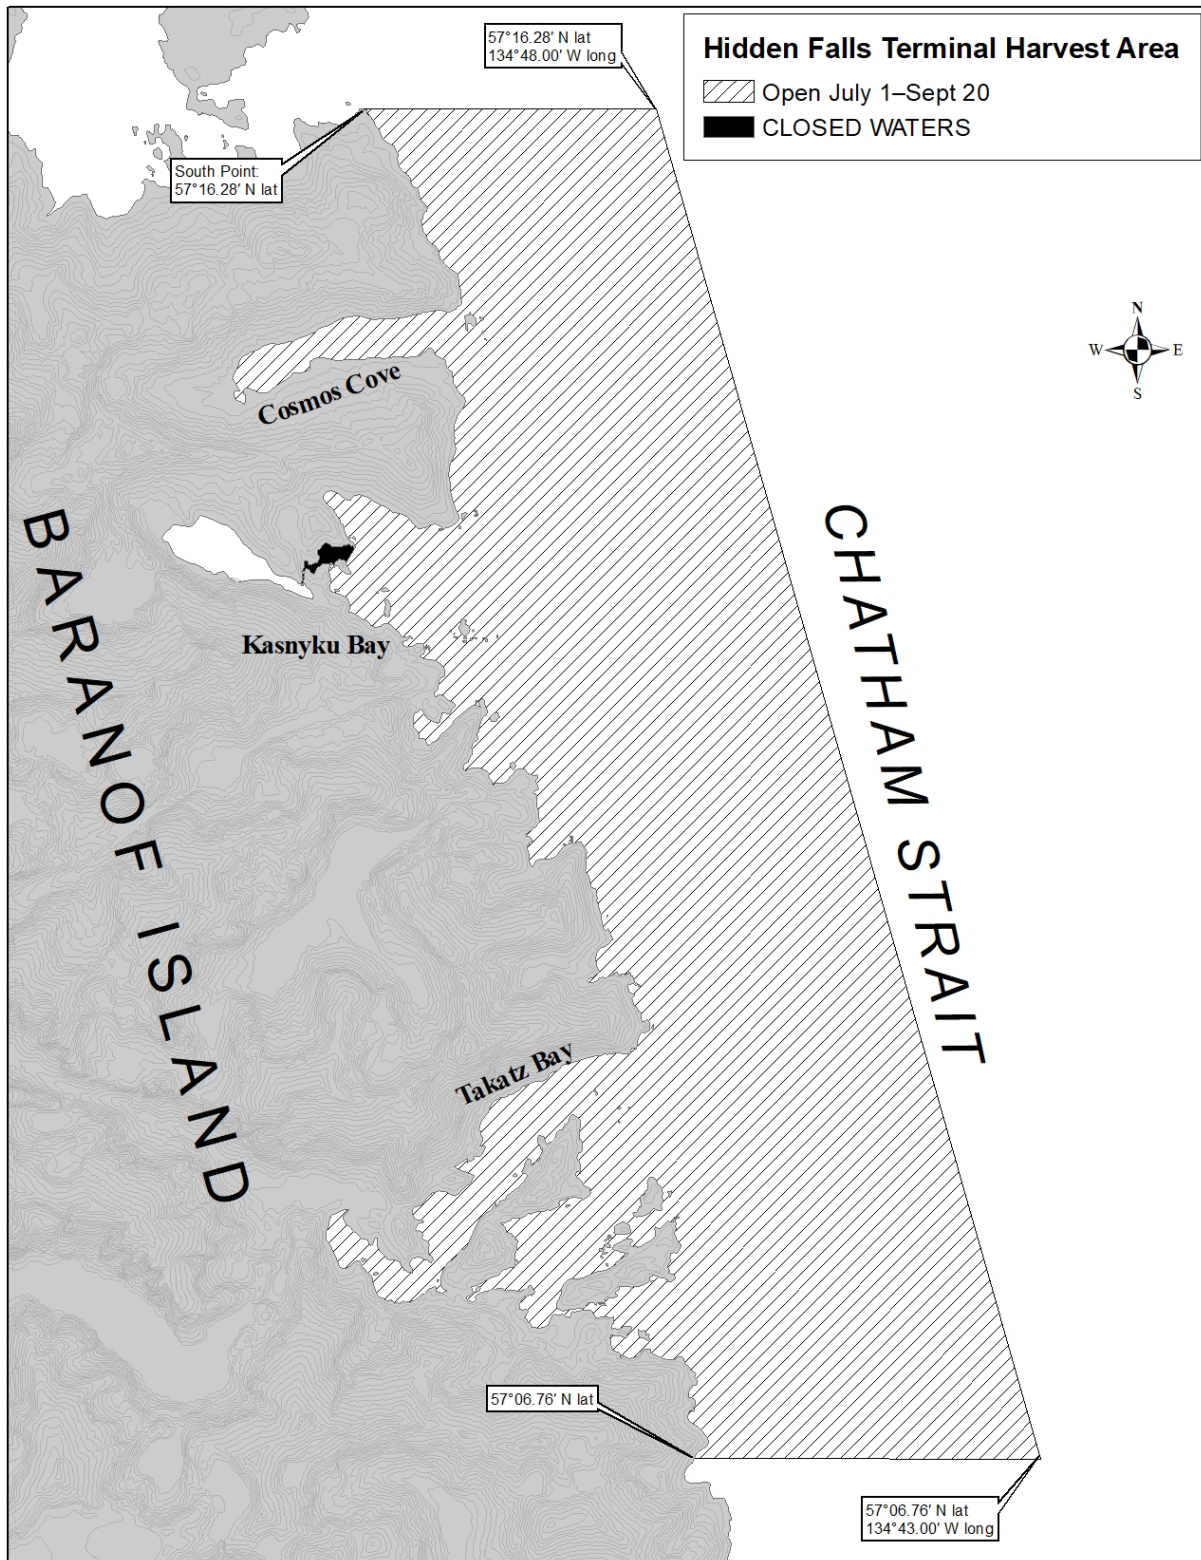 57°16.28′ N lat
134°48.00′ W long
Hidden Falls Terminal Harvest Area
Open July 1–Sept 20
CLOSED WATERS
South Point:
57°16.28′ N lat
N
W
E
S
Cosmos Cove
Kasnyku Bay
BARANOF ISLAND
CHATHAM STRAIT
Takatz Bay
57°06.76′ N lat
57°06.76′ N lat
134°43.00′ W long